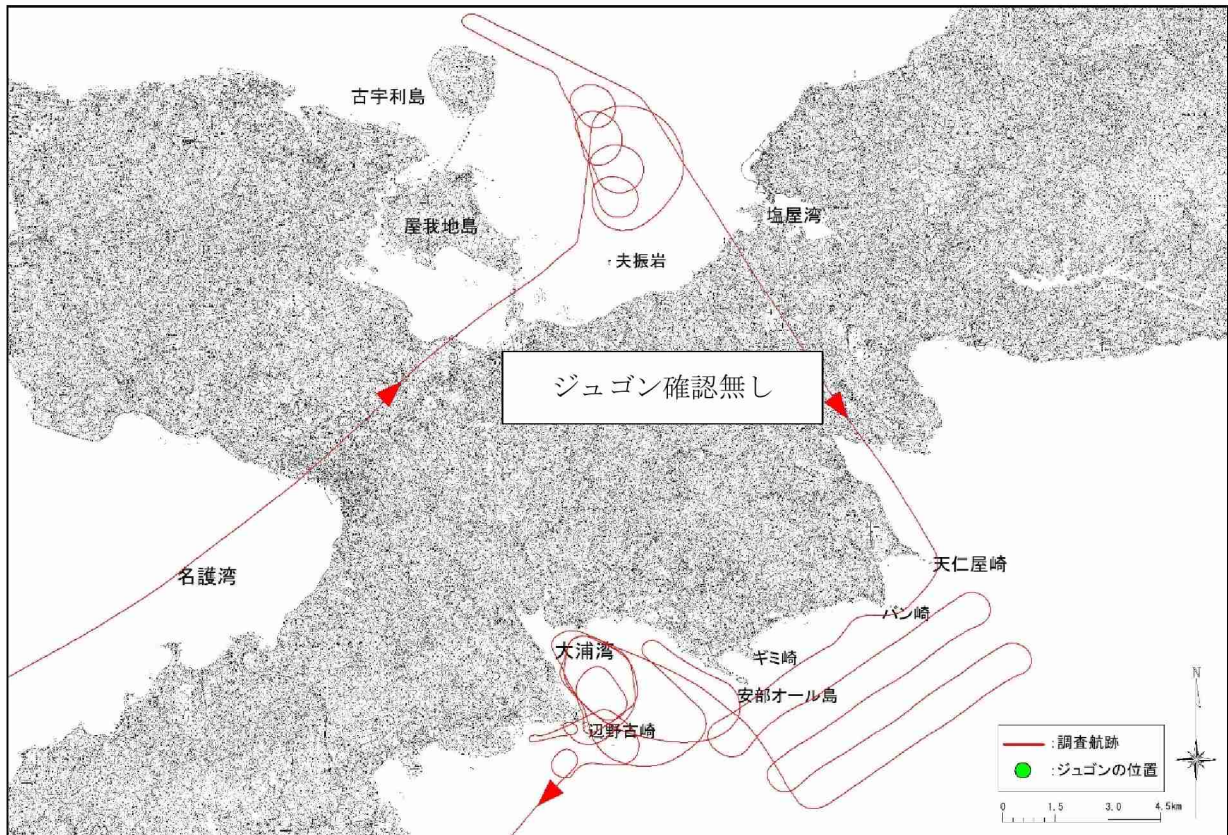 古宇利島
屋我地島
塩屋湾
夫振岩
ジュゴン確認無し
名護湾
天仁屋崎
バン崎
大浦湾
ギミ崎
安部オール島
辺野古崎
N
:調査航跡
:ジュゴンの位置
0 1.5 3.0 4.5km